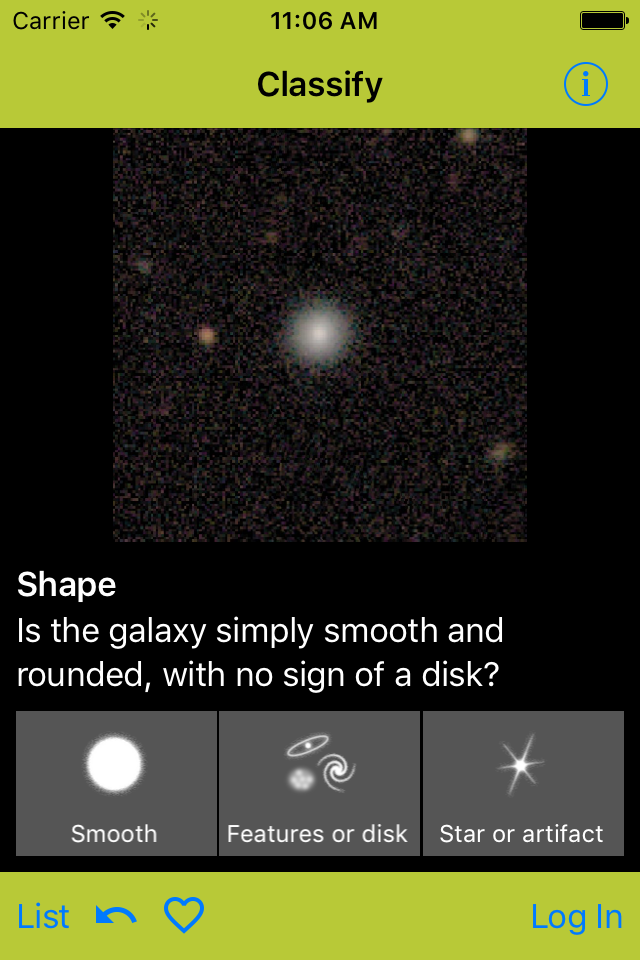 Carrier 11:06 AM
Classify
i
Shape
Is the galaxy simply smooth and
rounded, with no sign of a disk?
Smooth Features or disk Star or artifact
List Log In